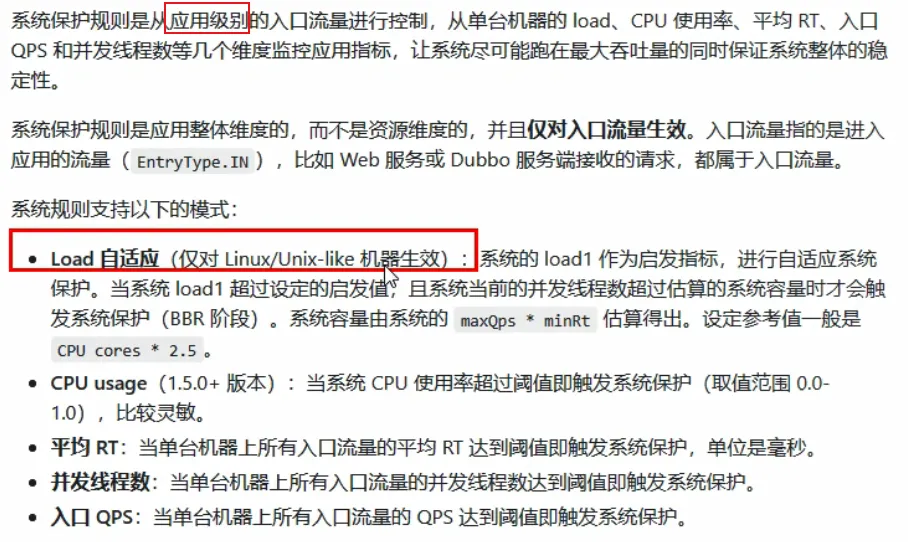 系统保护规则是从应用级别的入口流量进行控制，从单台机器的 load、CPU 使用率、平均 RT、入口
QPS 和并发线程数等几个维度监控应用指标，让系统尽可能跑在最大吞吐量的同时保证系统整体的稳
定性。
系统保护规则是应用整体维度的，而不是资源维度的，并且仅对入口流量生效。入口流量指的是进入
应用的流量（EntryType.IN），比如 Web 服务或 Dubbo 服务端接收的请求，都属于入口流量。
系统规则支持以下的模式：
• Load 自适应（仅对 Linux/Unix-like 机器生效）：系统的 load1 作为启发指标，进行自适应系统
保护。当系统 load1 超过设定的启发值，且系统当前的并发线程数超过估算的系统容量时才会触
发系统保护（BBR 阶段）。系统容量由系统的 maxQps * minRt 估算得出。设定参考值一般是
CPU cores * 2.5。
• CPU usage（1.5.0+ 版本）：当系统 CPU 使用率超过阈值即触发系统保护（取值范围 0.0-
1.0），比较灵敏。
• 平均 RT：当单台机器上所有入口流量的平均 RT 达到阈值即触发系统保护，单位是毫秒。
• 并发线程数：当单台机器上所有入口流量的并发线程数达到阈值即触发系统保护。
• 入口 QPS：当单台机器上所有入口流量的 QPS 达到阈值即触发系统保护。